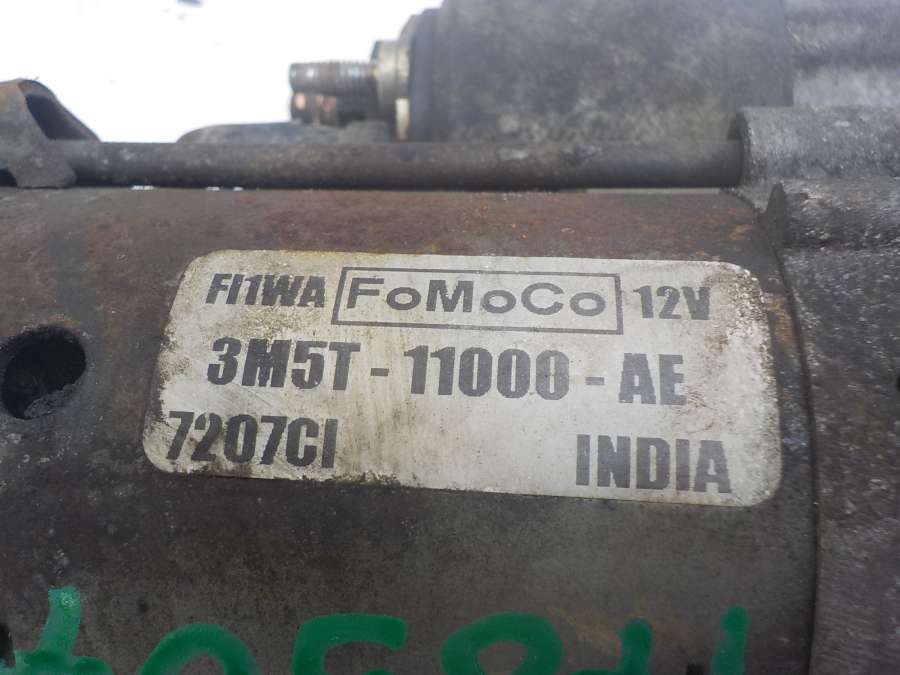 FI1WA FoMoCo 12V
3M5T - 11000 - AE
7207CI INDIA